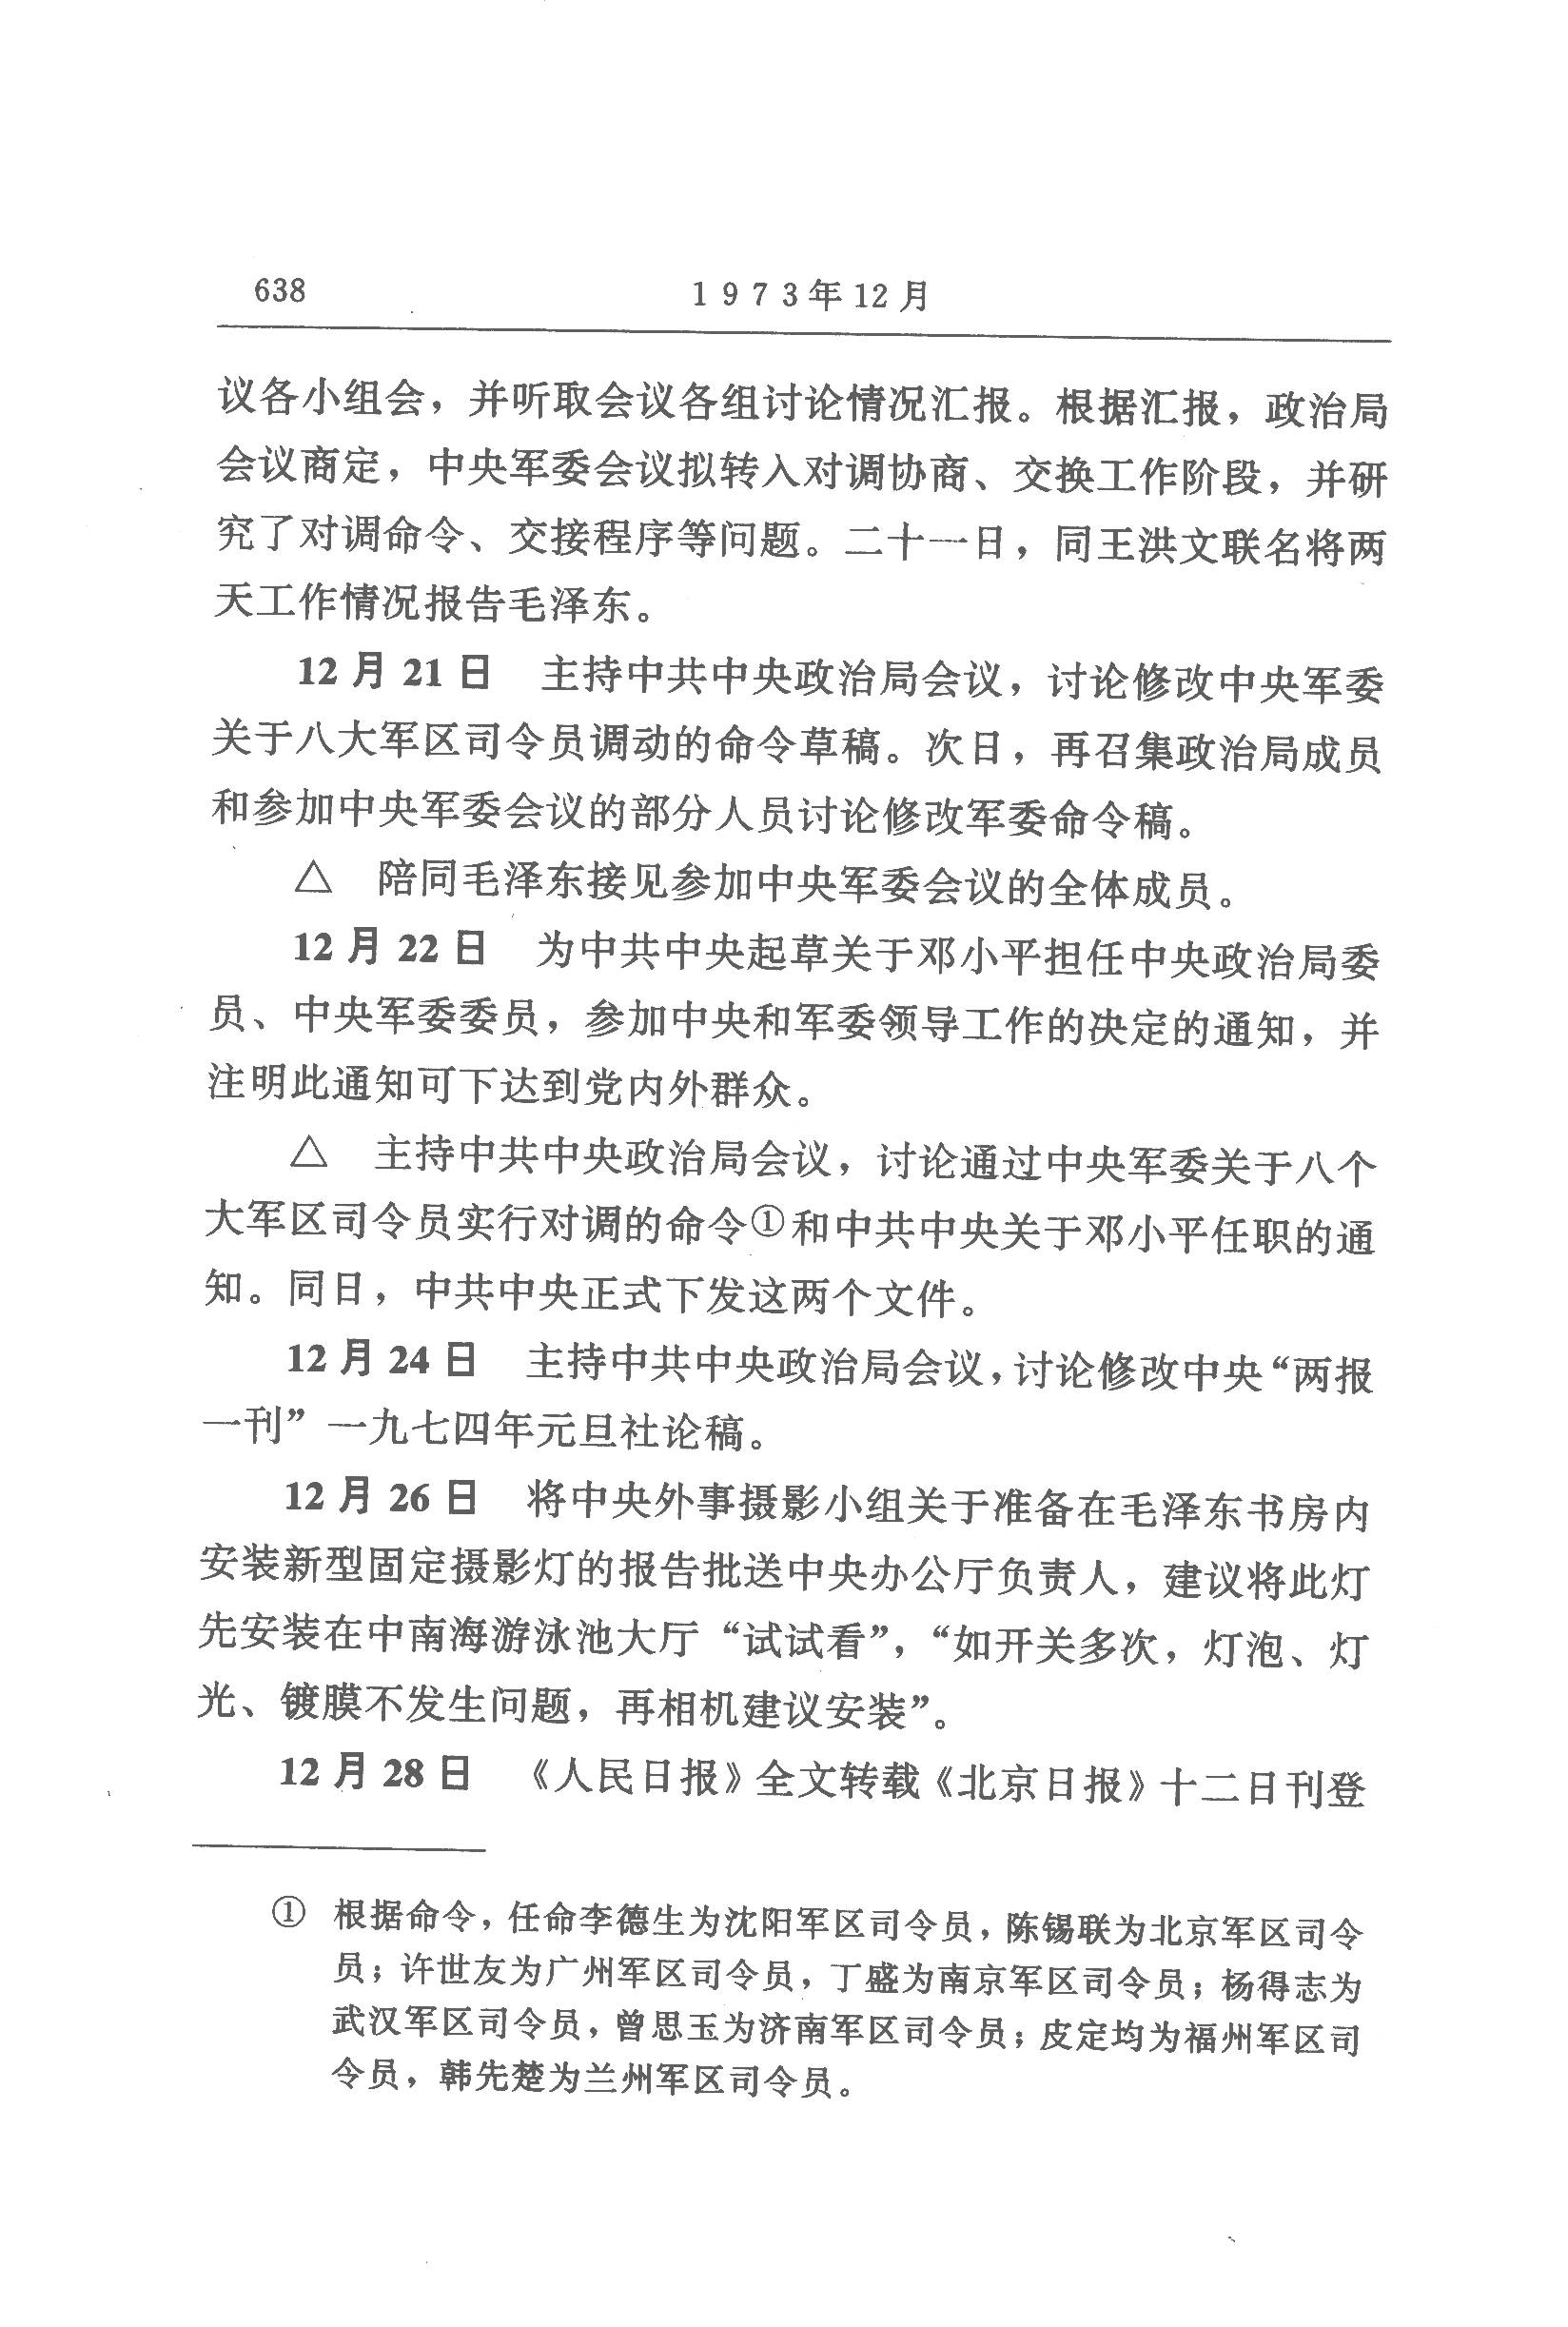 638
1973年12月
议各小组会，并听取会议各组讨论情况汇报。根据汇报，政治局
会议商定，中央军委会议拟转入对调协商、交换工作阶段，并研
究了对调命令、交接程序等问题。二十一日，同王洪文联名将两
天工作情况报告毛泽东。
12月21日　主持中共中央政治局会议，讨论修改中央军委
关于八大军区司令员调动的命令草稿。次日，再召集政治局成员
和参加中央军委会议的部分人员讨论修改军委命令稿。
△　陪同毛泽东接见参加中央军委会议的全体成员。
12月22日　为中共中央起草关于邓小平担任中央政治局委
员、中央军委委员，参加中央和军委领导工作的决定的通知，并
注明此通知可下达到党内外群众。
△　主持中共中央政治局会议，讨论通过中央军委关于八个
大军区司令员实行对调的命令①和中共中央关于邓小平任职的通
知。同日，中共中央正式下发这两个文件。
12月24日　主持中共中央政治局会议，讨论修改中央“两报
一刊”一九七四年元旦社论稿。
12月26日　将中央外事摄影小组关于准备在毛泽东书房内
安装新型固定摄影灯的报告批送中央办公厅负责人，建议将此灯
先安装在中南海游泳池大厅“试试看”，“如开关多次，灯泡、灯
光、镀膜不发生问题，再相机建议安装”。
12月28日　《人民日报》全文转载《北京日报》十二日刊登
①　根据命令，任命李德生为沈阳军区司令员，陈锡联为北京军区司令
员；许世友为广州军区司令员，丁盛为南京军区司令员；杨得志为
武汉军区司令员，曾思玉为济南军区司令员；皮定均为福州军区司
令员，韩先楚为兰州军区司令员。